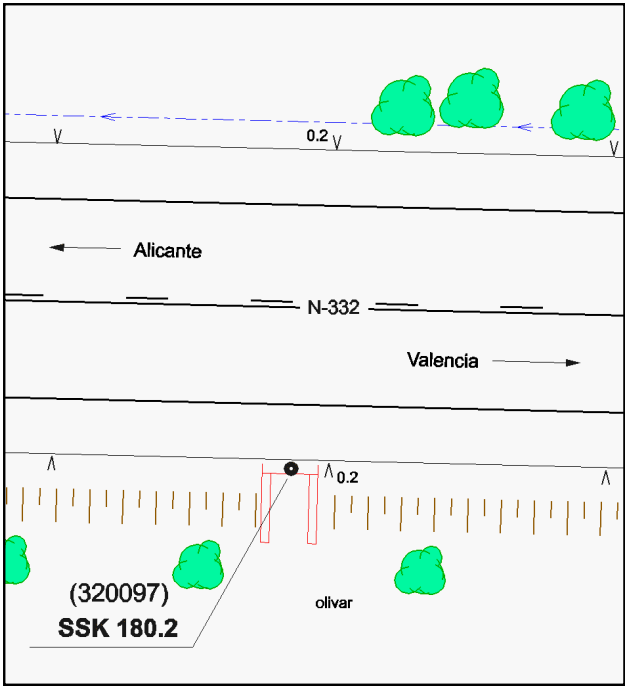 0.2
Alicante
N-332
Valencia
0.2
(320097)
SSK 180.2
olivar